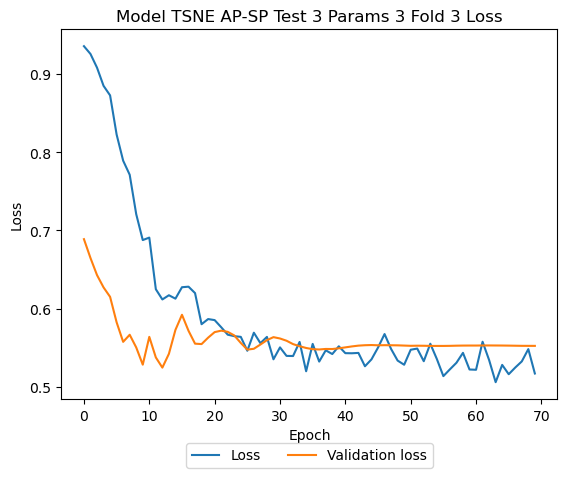 Model TSNE AP-SP Test 3 Params 3 Fold 3 Loss
0.9
0.8
0.7
0.6
0.5
Loss
0 10 20 30 40 50 60 70
Epoch
Loss Validation loss